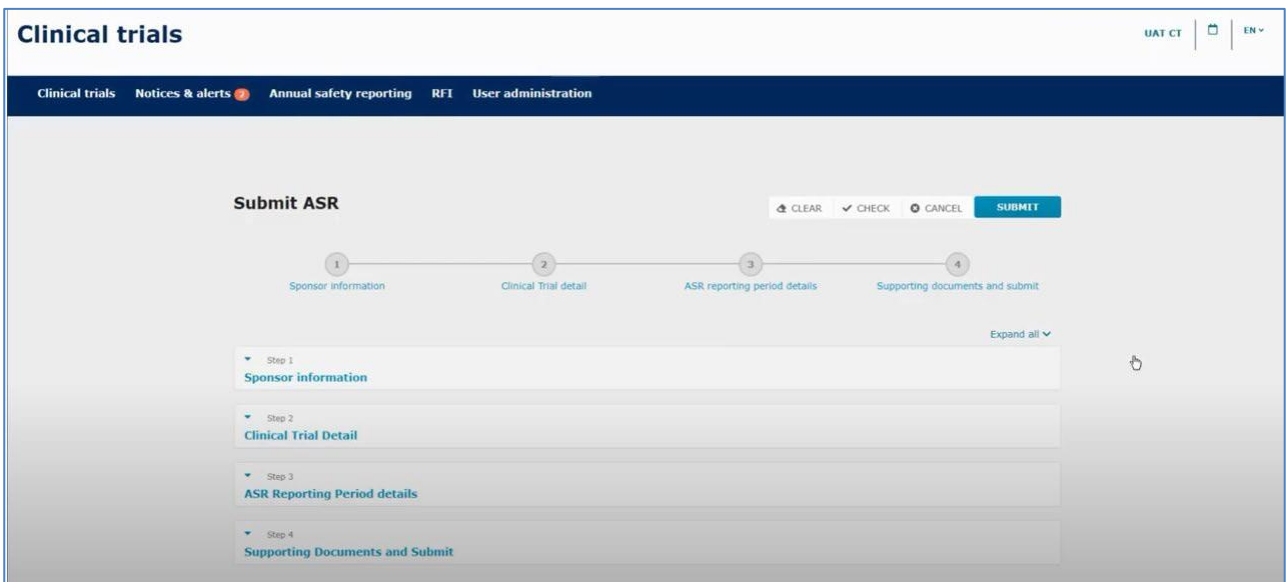 Clinical trials
UAT CT EN
Clinical trials Notices & alerts 7 Annual safety reporting RFI User administration
Submit ASR
CLEAR CHECK CANCEL SUBMIT
1 2 3 4
Sponsor information Clinical Trial detail ASR reporting period details Supporting documents and submit
Expand all
Step 1
Sponsor information
Step 2
Clinical Trial Detail
Step 3
ASR Reporting Period details
Step 4
Supporting Documents and Submit